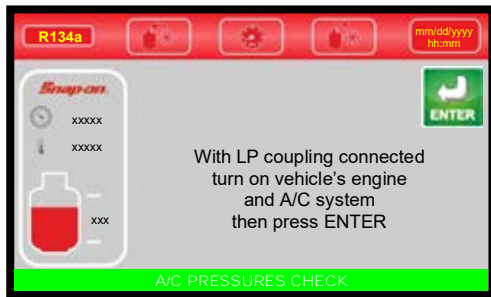 R134a
mm/dd/yyyy
hh:mm
Snap-on
ENTER
xxxxx
xxxxx
xxx
With LP coupling connected
turn on vehicle's engine
and A/C system
then press ENTER
A/C PRESSURES CHECK